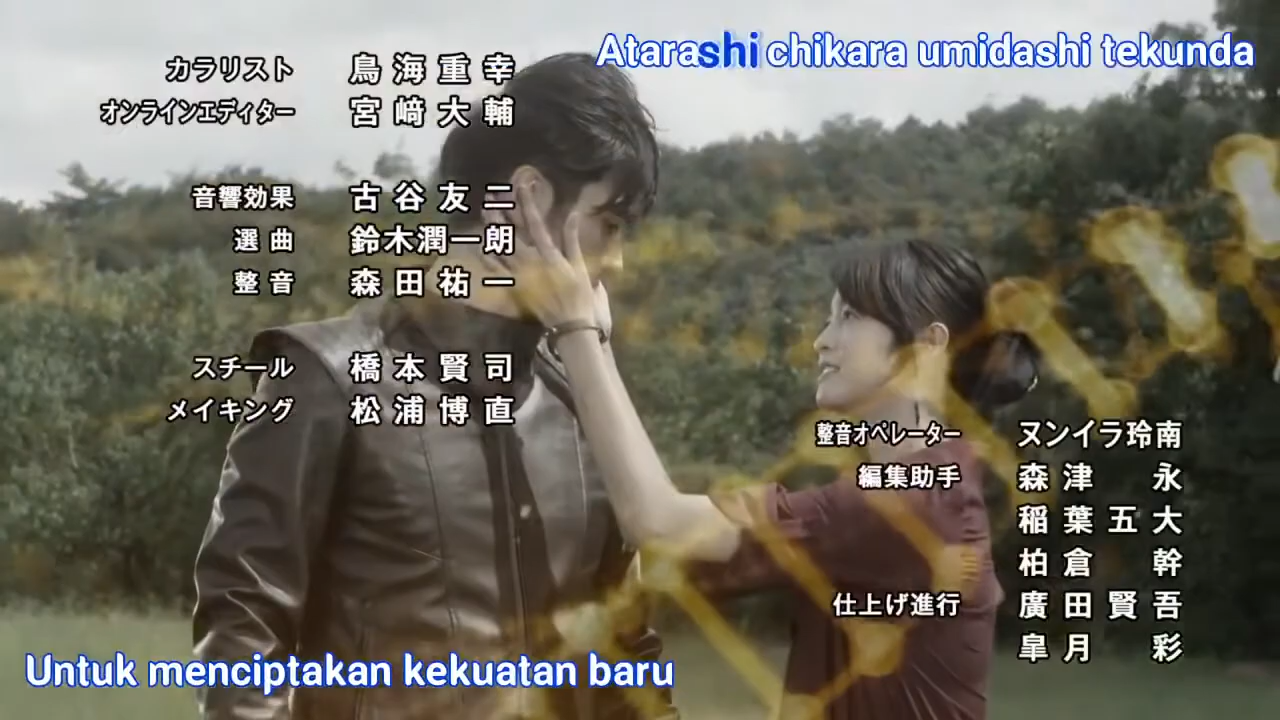 Atarashi chikara umidashi tekunda
カラリスト 鳥海重幸
オンラインエディター 宮﨑大輔
音響効果 古谷友二
選曲 鈴木潤一朗
整音 森田祐一
スチール 橋本賢司
メイキング 松浦博直
整音オペレーター ヌンイラ玲南
編集助手 森津 永
稲葉五大
柏倉 幹
仕上げ進行 廣田賢吾
皐月 彩
Untuk menciptakan kekuatan baru